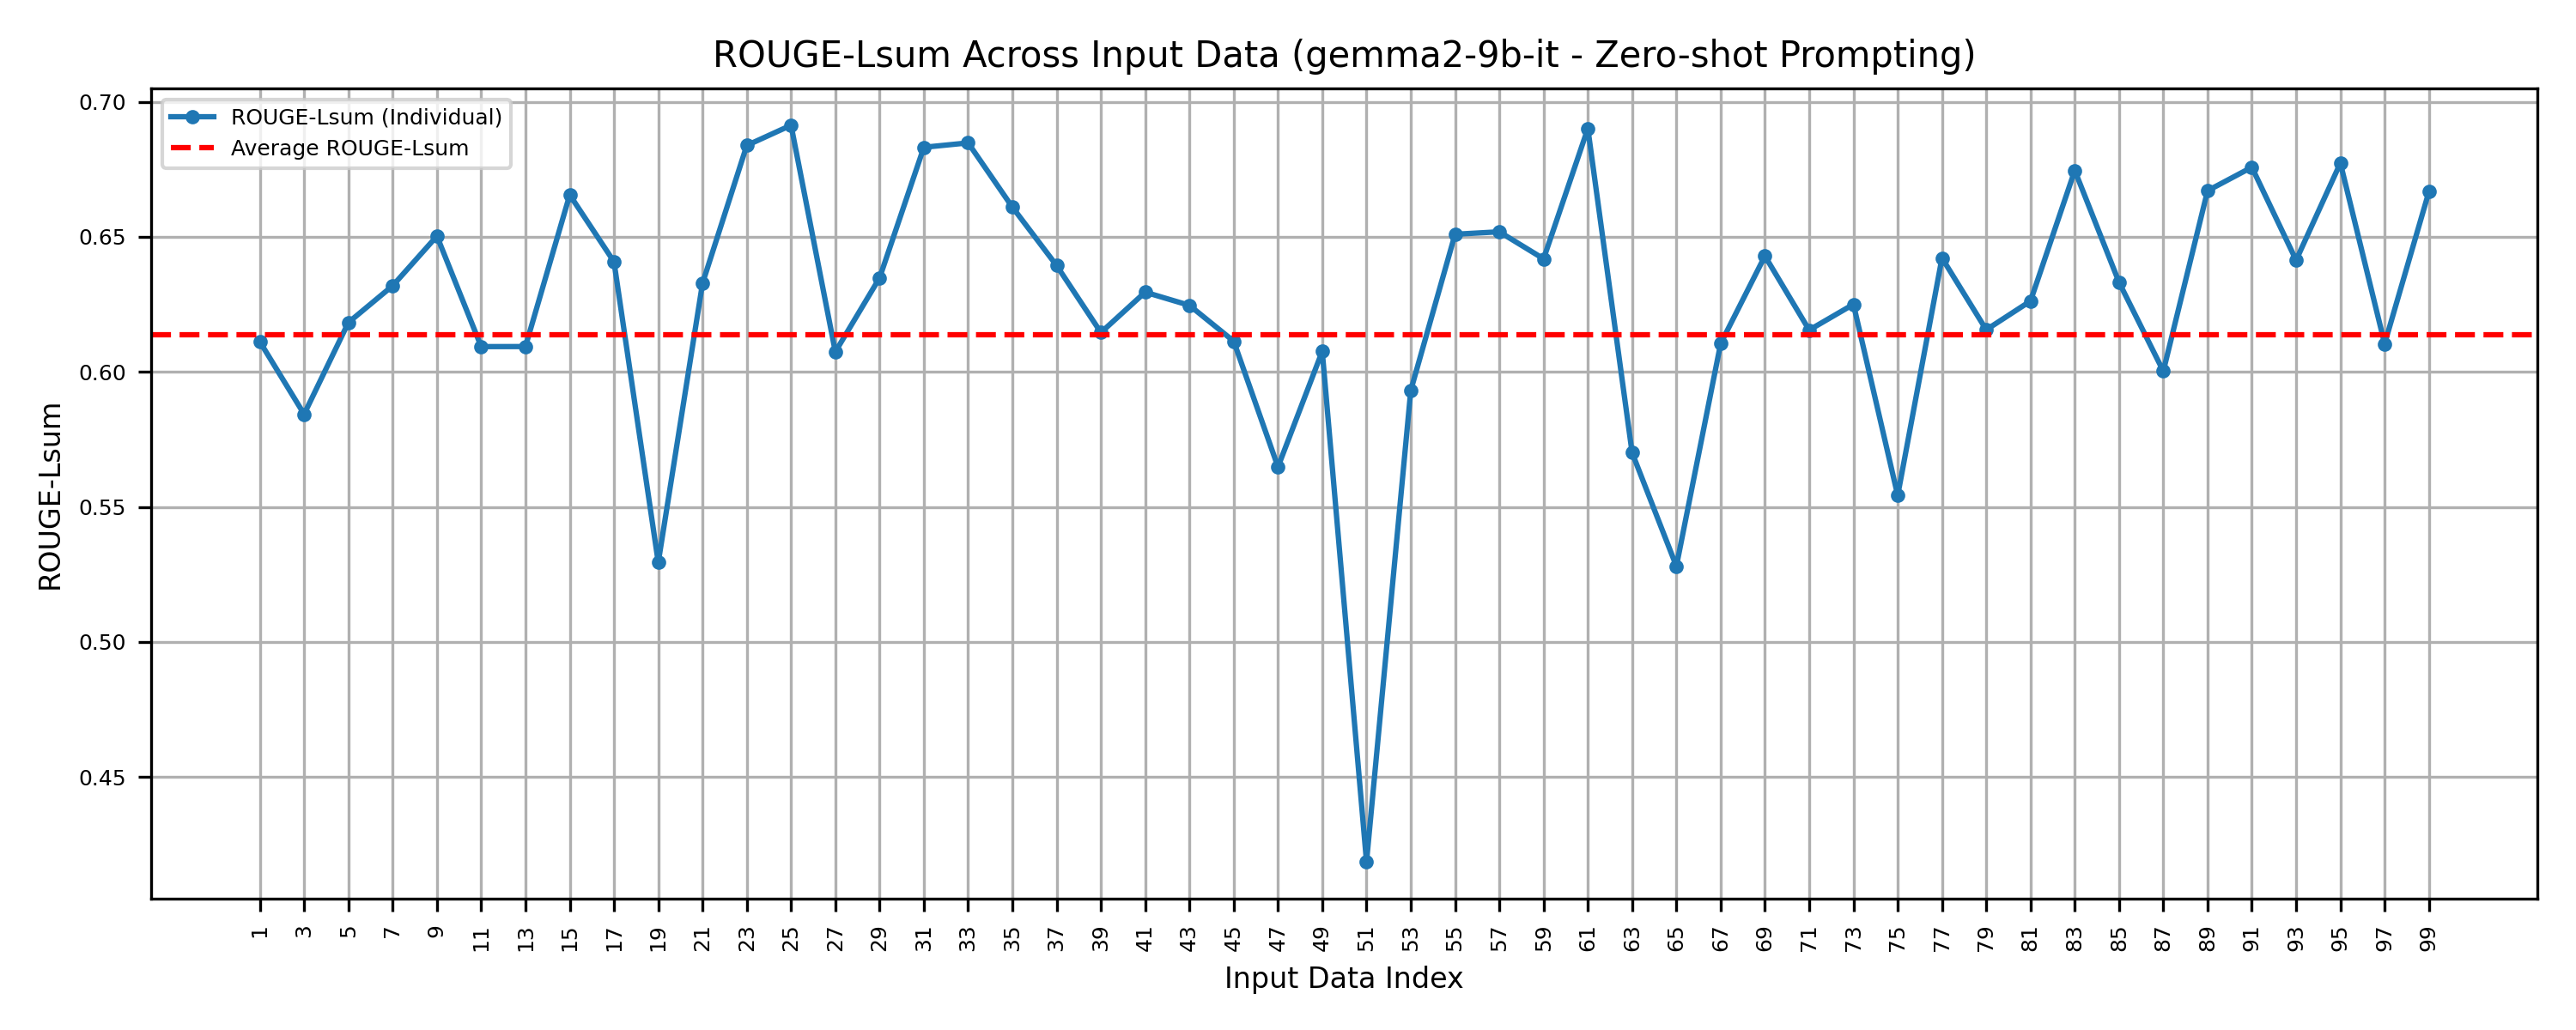 ROUGE-Lsum Across Input Data (gemma2-9b-it - Zero-shot Prompting)
ROUGE-Lsum (Individual)
Average ROUGE-Lsum
0.70
0.65
0.60
0.55
0.50
0.45
ROUGE-Lsum
1 3 5 7 9 11 13 15 17 19 21 23 25 27 29 31 33 35 37 39 41 43 45 47 49 51 53 55 57 59 61 63 65 67 69 71 73 75 77 79 81 83 85 87 89 91 93 95 97 99
Input Data Index